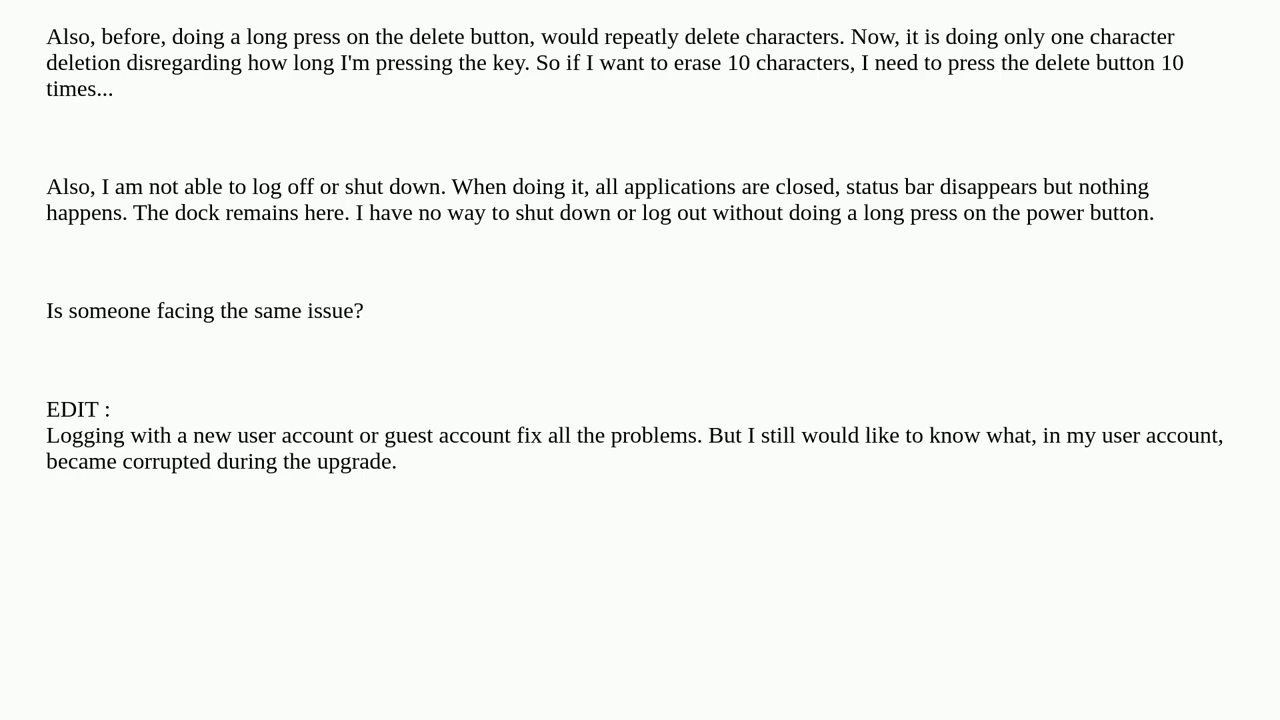 Also, before, doing a long press on the delete button, would repeatly delete characters. Now, it is doing only one character
deletion disregarding how long I'm pressing the key. So if I want to erase 10 characters, I need to press the delete button 10
times...
Also, I am not able to log off or shut down. When doing it, all applications are closed, status bar disappears but nothing
happens. The dock remains here. I have no way to shut down or log out without doing a long press on the power button.
Is someone facing the same issue?
EDIT :
Logging with a new user account or guest account fix all the problems. But I still would like to know what, in my user account,
became corrupted during the upgrade.